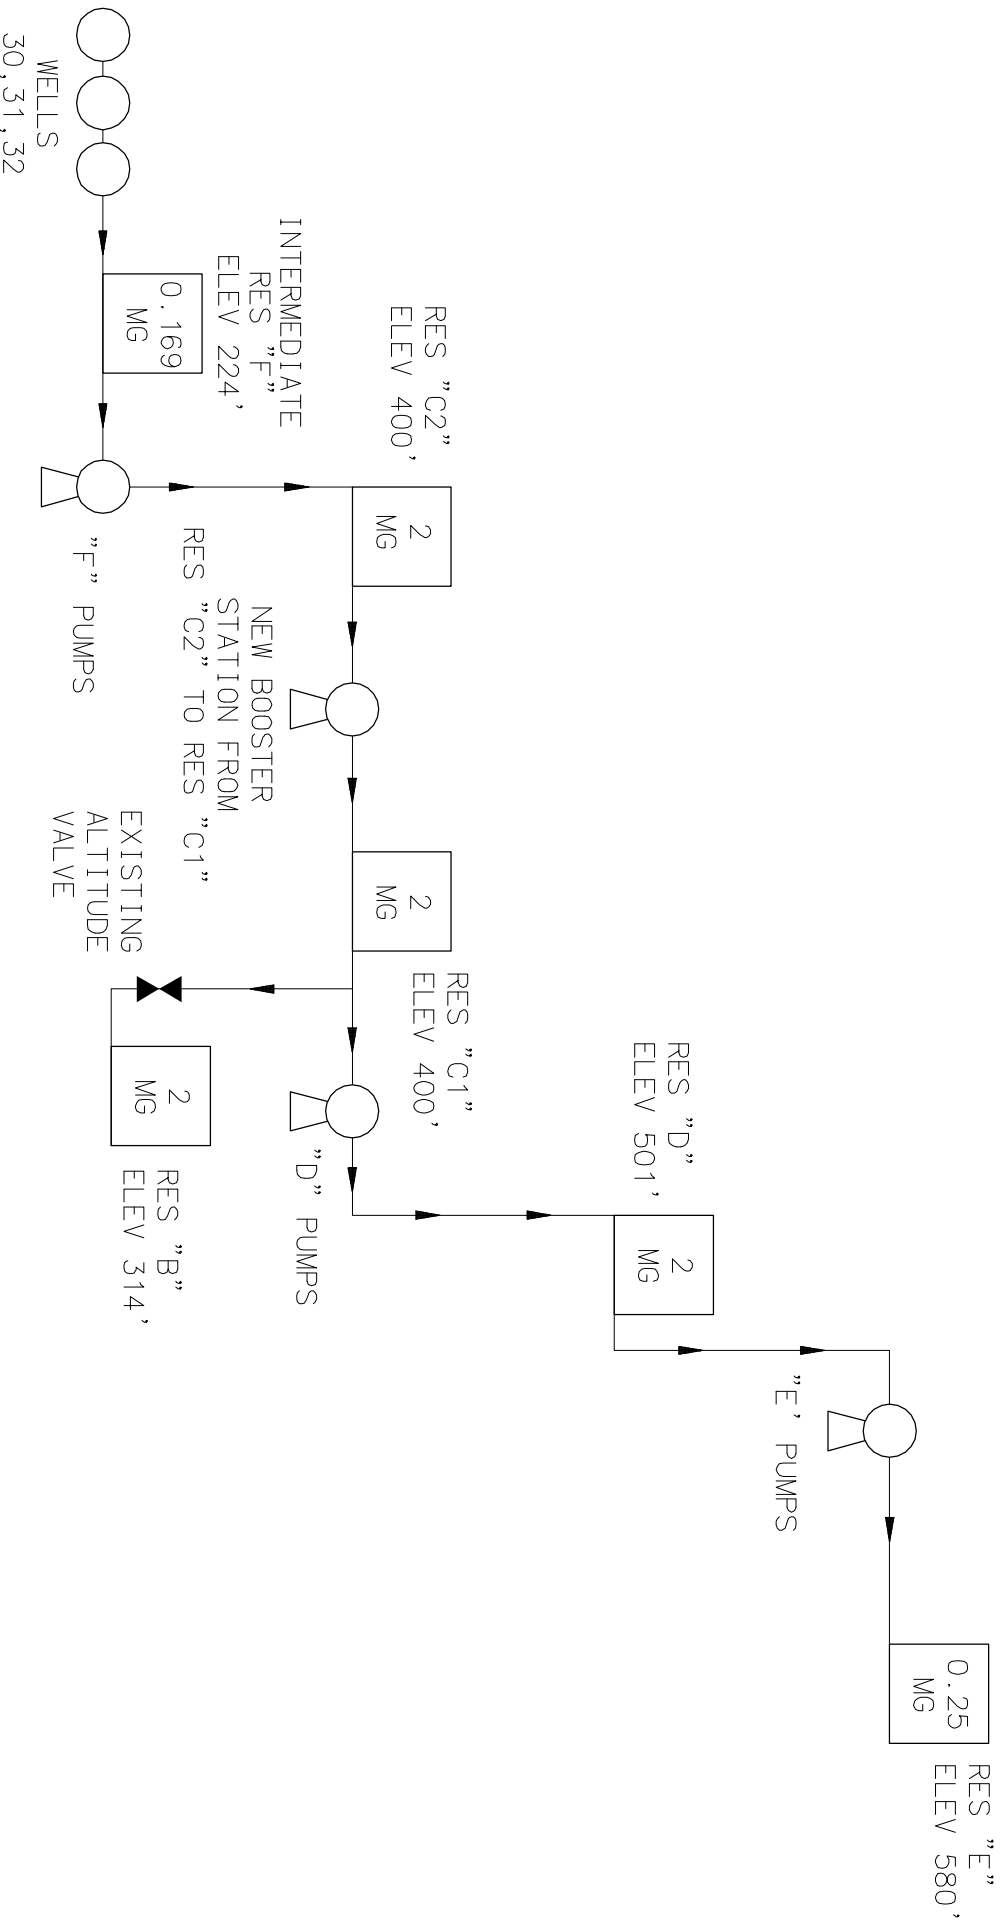 WELLS
30,31,32
0.169
MG
INTERMEDIATE
RES "F"
ELEV 224'
"F" PUMPS
RES "C2"
ELEV 400'
2
MG
NEW BOOSTER
STATION FROM
RES "C2" TO RES "C1"
2
MG
RES "C1"
ELEV 400'
EXISTING
ALTITUDE
VALVE
2
MG
RES "B"
ELEV 314'
"D" PUMPS
RES "D"
ELEV 501'
2
MG
"E' PUMPS
0.25
MG
RES "E"
ELEV 580'